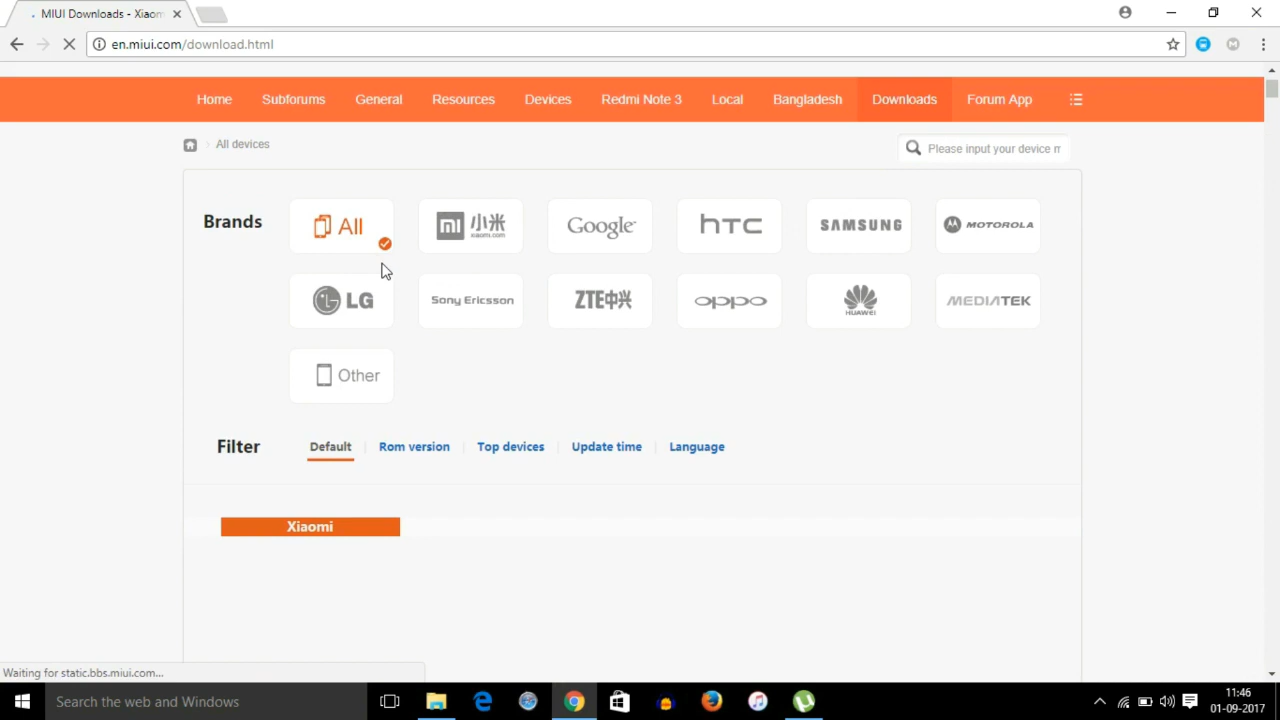 MIUI Downloads - Xiaom
en.miui.com/download.html
Home Subforums General Resources Devices Redmi Note 3 Local Bangladesh Downloads Forum App
All devices
Please input your device m
Brands
All
mi 小米 xiaomi.com
Google
hTC
SAMSUNG
MOTOROLA
LG
Sony Ericsson
ZTE中兴
oppo
HUAWEI
MEDIATEK
Other
Filter Default Rom version Top devices Update time Language
Xiaomi
Waiting for static.bbs.miui.com...
Search the web and Windows
11:46
01-09-2017